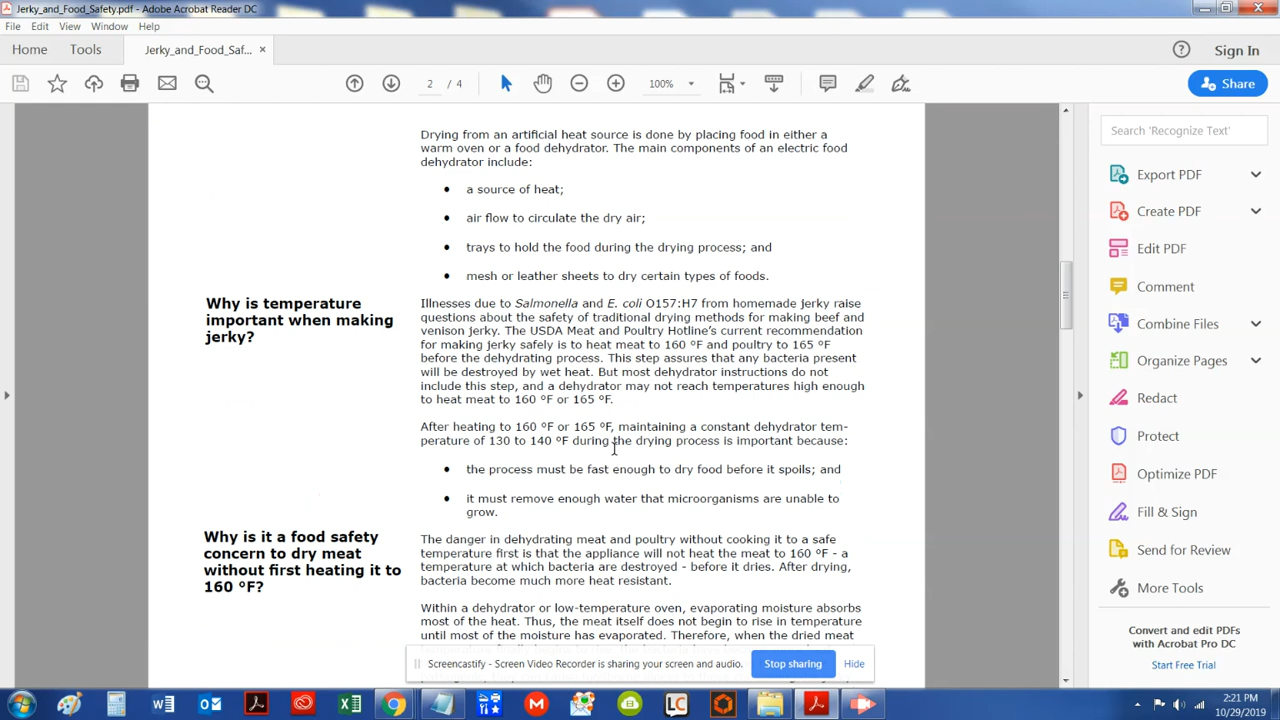 Jerky_and_Food_Safety.pdf - Adobe Acrobat Reader DC
File Edit View Window Help
Home Tools Jerky_and_Food_Saf... × Sign In
2 / 4 100% Share
Drying from an artificial heat source is done by placing food in either a
warm oven or a food dehydrator. The main components of an electric food
dehydrator include:
• a source of heat;
• air flow to circulate the dry air;
• trays to hold the food during the drying process; and
• mesh or leather sheets to dry certain types of foods.
Why is temperature
important when making
jerky?
Illnesses due to Salmonella and E. coli O157:H7 from homemade jerky raise
questions about the safety of traditional drying methods for making beef and
venison jerky. The USDA Meat and Poultry Hotline's current recommendation
for making jerky safely is to heat meat to 160 °F and poultry to 165 °F
before the dehydrating process. This step assures that any bacteria present
will be destroyed by wet heat. But most dehydrator instructions do not
include this step, and a dehydrator may not reach temperatures high enough
to heat meat to 160 °F or 165 °F.
After heating to 160 °F or 165 °F, maintaining a constant dehydrator tem-
perature of 130 to 140 °F during the drying process is important because:
• the process must be fast enough to dry food before it spoils; and
• it must remove enough water that microorganisms are unable to
grow.
Why is it a food safety
concern to dry meat
without first heating it to
160 °F?
The danger in dehydrating meat and poultry without cooking it to a safe
temperature first is that the appliance will not heat the meat to 160 °F - a
temperature at which bacteria are destroyed - before it dries. After drying,
bacteria become much more heat resistant.
Within a dehydrator or low-temperature oven, evaporating moisture absorbs
most of the heat. Thus, the meat itself does not begin to rise in temperature
until most of the moisture has evaporated. Therefore, when the dried meat
Screencastify - Screen Video Recorder is sharing your screen and audio. Stop sharing Hide
Search 'Recognize Text'
Export PDF
Create PDF
Edit PDF
Comment
Combine Files
Organize Pages
Redact
Protect
Optimize PDF
Fill & Sign
Send for Review
More Tools
Convert and edit PDFs
with Acrobat Pro DC
Start Free Trial
2:21 PM
10/29/2019